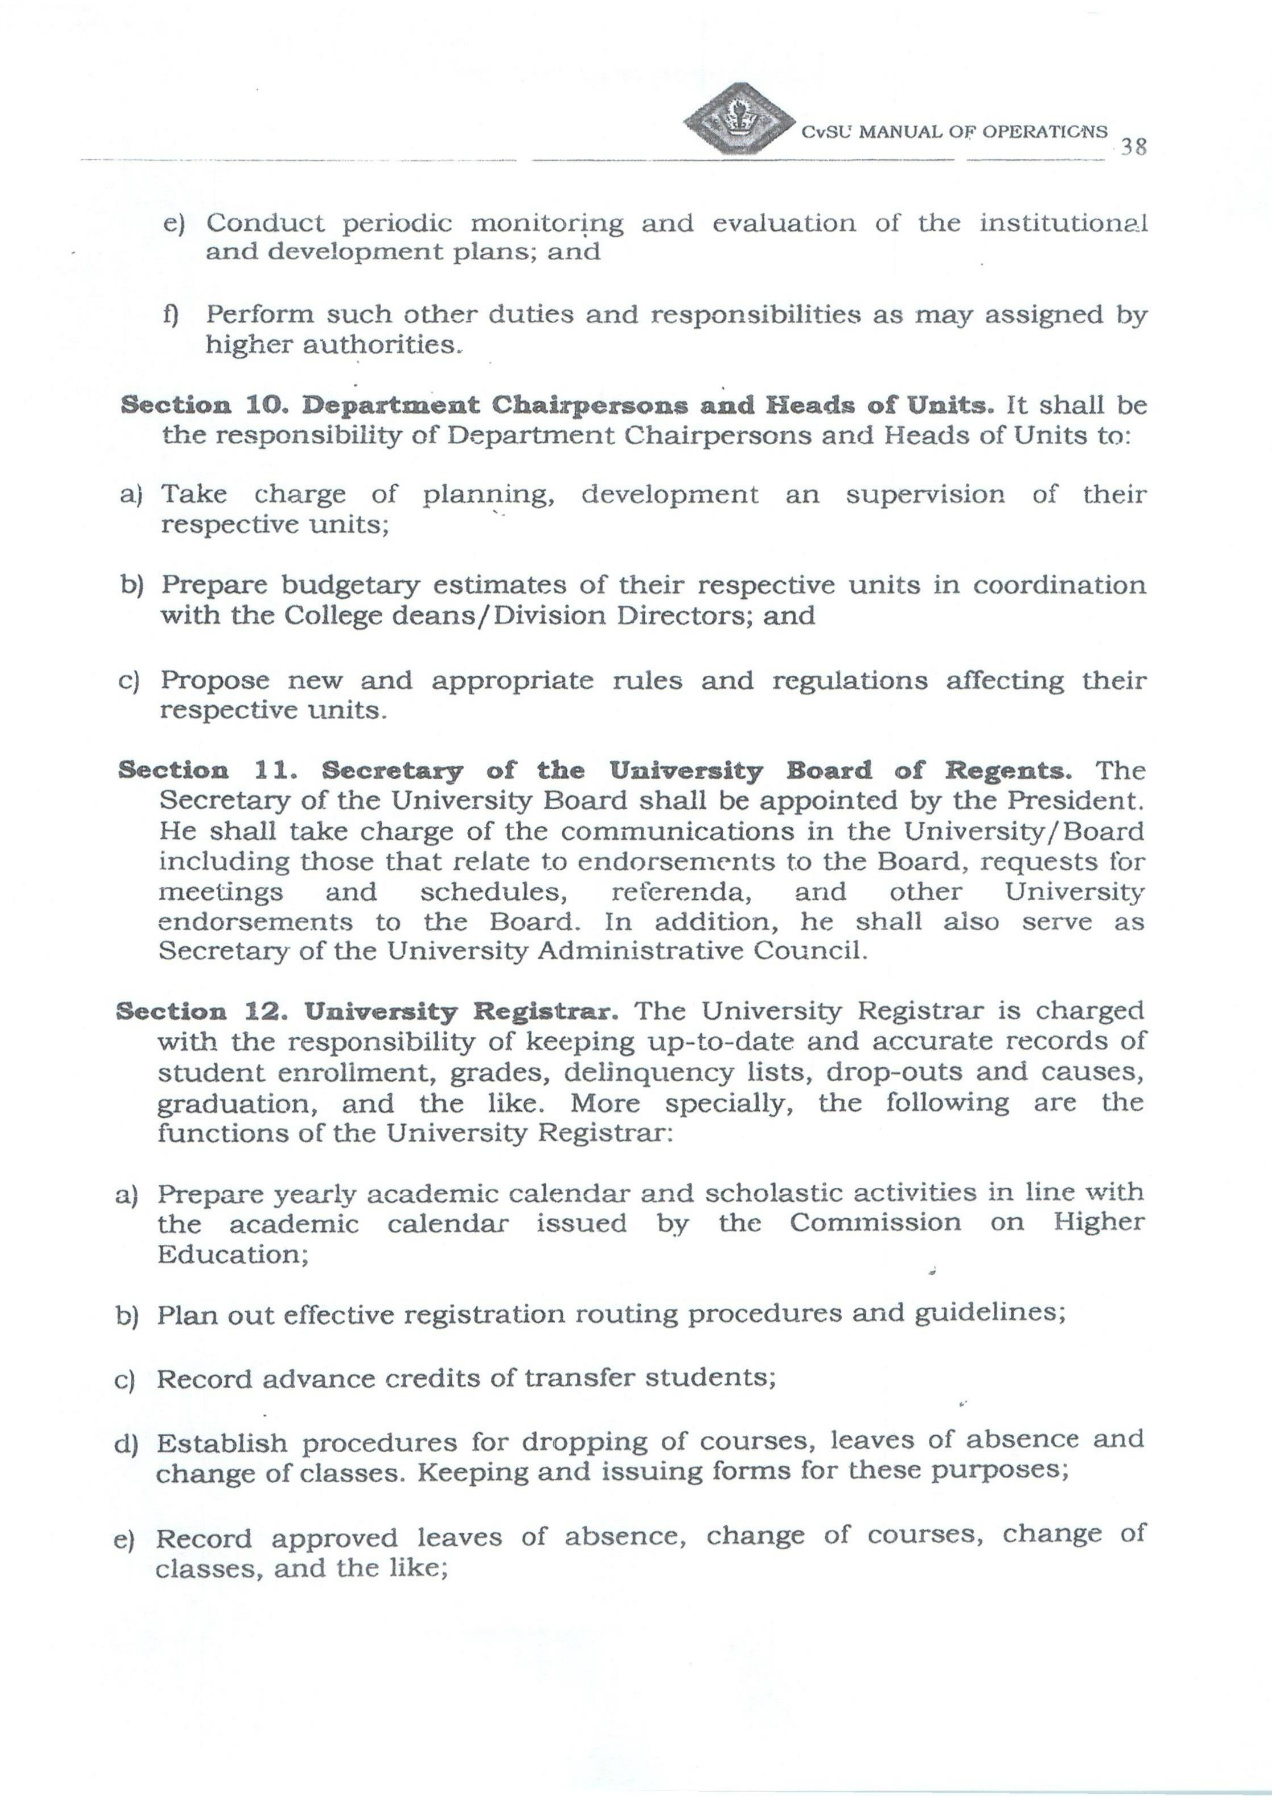 CvSU MANUAL OF OPERATIONS
38
e) Conduct periodic monitoring and evaluation of the institutional
and development plans; and
f) Perform such other duties and responsibilities as may assigned by
higher authorities.
Section 10. Department Chairpersons and Heads of Units. It shall be
the responsibility of Department Chairpersons and Heads of Units to:
a) Take charge of planning, development an supervision of their
respective units;
b) Prepare budgetary estimates of their respective units in coordination
with the College deans/Division Directors; and
c) Propose new and appropriate rules and regulations affecting their
respective units.
Section 11. Secretary of the University Board of Regents. The
Secretary of the University Board shall be appointed by the President.
He shall take charge of the communications in the University/Board
including those that relate to endorsements to the Board, requests for
meetings and schedules, referenda, and other University
endorsements to the Board. In addition, he shall also serve as
Secretary of the University Administrative Council.
Section 12. University Registrar. The University Registrar is charged
with the responsibility of keeping up-to-date and accurate records of
student enrollment, grades, delinquency lists, drop-outs and causes,
graduation, and the like. More specially, the following are the
functions of the University Registrar:
a) Prepare yearly academic calendar and scholastic activities in line with
the academic calendar issued by the Commission on Higher
Education;
b) Plan out effective registration routing procedures and guidelines;
c) Record advance credits of transfer students;
d) Establish procedures for dropping of courses, leaves of absence and
change of classes. Keeping and issuing forms for these purposes;
e) Record approved leaves of absence, change of courses, change of
classes, and the like;